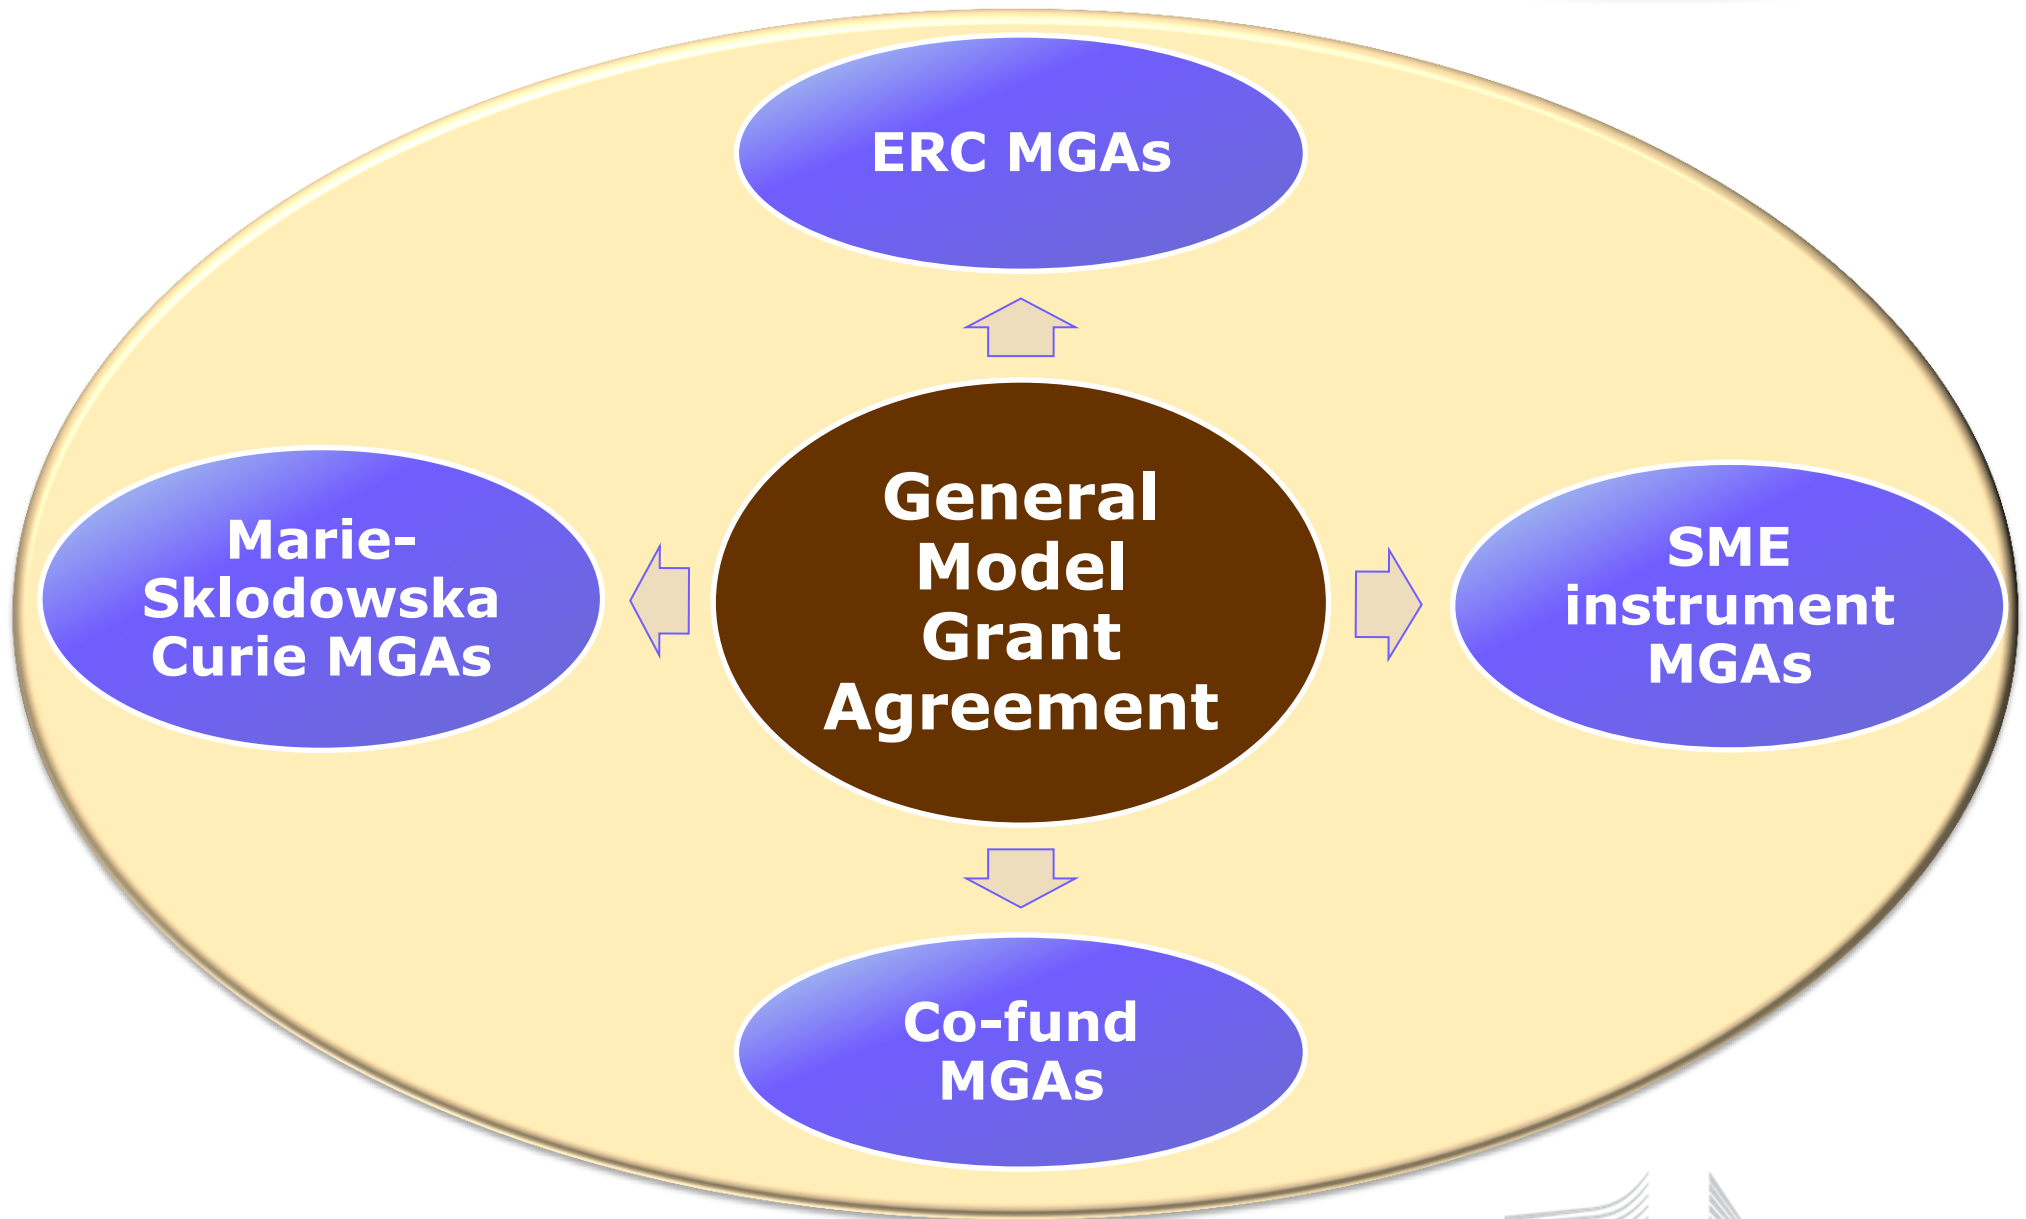 ERC MGAs
Marie-
Sklodowska
Curie MGAs
General
Model
Grant
Agreement
SME
instrument
MGAs
Co-fund
MGAs